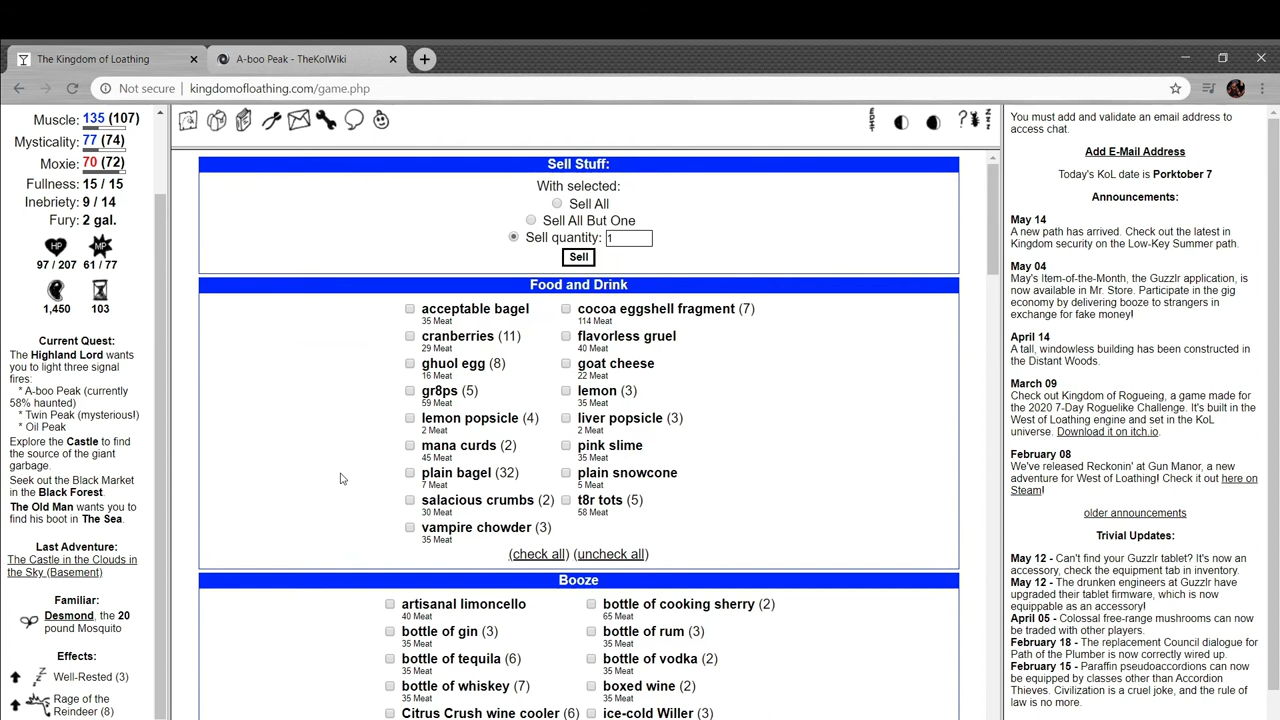 The Kingdom of Loathing
A-boo Peak - TheKolWiki
Not secure
kingdomofloathing.com/game.php
Muscle: 135 (107)
Mysticality: 77 (74)
Moxie: 70 (72)
Fullness: 15 / 15
Inebriety: 9 / 14
Fury: 2 gal.
HP
MP
97 / 207 61 / 77
1,450 103
Current Quest:
The Highland Lord wants
you to light three signal
fires:
* A-boo Peak (currently
58% haunted)
* Twin Peak (mysterious!)
* Oil Peak
Explore the Castle to find
the source of the giant
garbage.
Seek out the Black Market
in the Black Forest.
The Old Man wants you to
find his boot in The Sea.
Last Adventure:
The Castle in the Clouds in
the Sky (Basement)
Familiar:
Desmond, the 20
pound Mosquito
Effects:
Well-Rested (3)
Rage of the
Reindeer (8)
Sell Stuff:
With selected:
Sell All
Sell All But One
Sell quantity: 1
Sell
Food and Drink
acceptable bagel
35 Meat
cocoa eggshell fragment (7)
114 Meat
cranberries (11)
29 Meat
flavorless gruel
40 Meat
ghuol egg (8)
16 Meat
goat cheese
22 Meat
gr8ps (5)
59 Meat
lemon (3)
35 Meat
lemon popsicle (4)
2 Meat
liver popsicle (3)
2 Meat
mana curds (2)
45 Meat
pink slime
35 Meat
plain bagel (32)
7 Meat
plain snowcone
5 Meat
salacious crumbs (2)
30 Meat
t8r tots (5)
58 Meat
vampire chowder (3)
35 Meat
(check all) (uncheck all)
Booze
artisanal limoncello
40 Meat
bottle of cooking sherry (2)
65 Meat
bottle of gin (3)
35 Meat
bottle of rum (3)
35 Meat
bottle of tequila (6)
35 Meat
bottle of vodka (2)
35 Meat
bottle of whiskey (7)
35 Meat
boxed wine (2)
35 Meat
Citrus Crush wine cooler (6)
ice-cold Willer (3)
You must add and validate an email address to
access chat.
Add E-Mail Address
Today's KoL date is Porktober 7
Announcements:
May 14
A new path has arrived. Check out the latest in
Kingdom security on the Low-Key Summer path.
May 04
May's Item-of-the-Month, the Guzzlr application, is
now available in Mr. Store. Participate in the gig
economy by delivering booze to strangers in
exchange for fake money!
April 14
A tall, windowless building has been constructed in
the Distant Woods.
March 09
Check out Kingdom of Rogueing, a game made for
the 2020 7-Day Roguelike Challenge. It's built in the
West of Loathing engine and set in the KoL
universe. Download it on itch.io.
February 08
We've released Reckonin' at Gun Manor, a new
adventure for West of Loathing! Check it out here on
Steam!
older announcements
Trivial Updates:
May 12 - Can't find your Guzzlr tablet? It's now an
accessory, check the equipment tab in inventory.
May 12 - The drunken engineers at Guzzlr have
upgraded their tablet firmware, which is now
equippable as an accessory!
April 05 - Colossal free-range mushrooms can now
be traded with other players.
February 18 - The replacement Council dialogue for
Path of the Plumber is now correctly wired up.
February 15 - Paraffin pseudoaccordions can now
be equipped by classes other than Accordion
Thieves. Civilization is a cruel joke, and the rule of
law is no more.